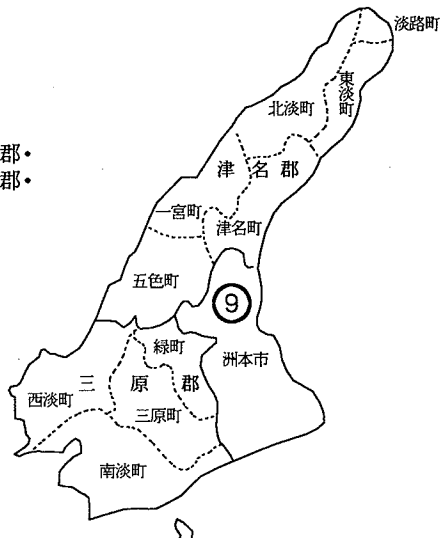 淡路町
東淡町
北淡町
郡・
郡・
津名郡
一宮町
津名町
五色町
⑨
緑町
洲本市
三原郡
西淡町
三原町
南淡町